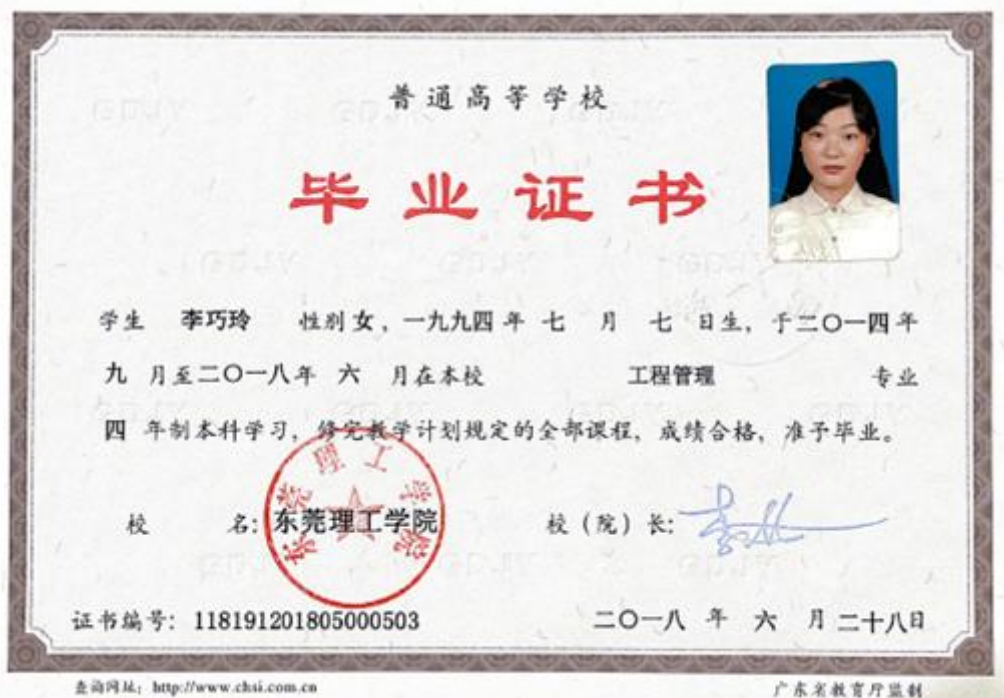 普通高等学校
毕业证书
学生 李巧玲 性别女，一九九四年 七 月 七 日生，于二〇一四年
九 月至二〇一八年 六 月在本校 工程管理 专业
四 年制本科学习，修完教学计划规定的全部课程，成绩合格，准予毕业。
东莞理工学院
校 名：东莞理工学院 校（院）长：
证书编号：118191201805000503 二〇一八 年 六 月二十八日
查询网址：http://www.chsi.com.cn 广东省教育厅监制